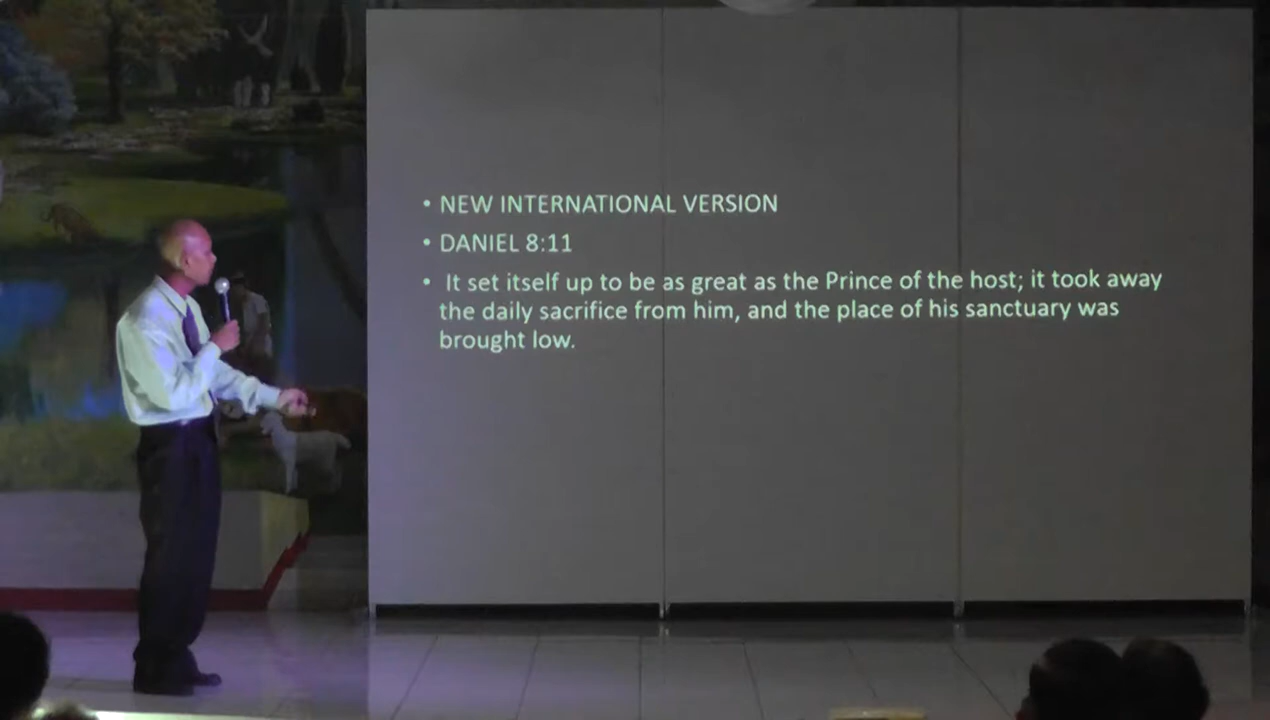 • NEW INTERNATIONAL VERSION
• DANIEL 8:11
• It set itself up to be as great as the Prince of the host; it took away
the daily sacrifice from him, and the place of his sanctuary was
brought low.